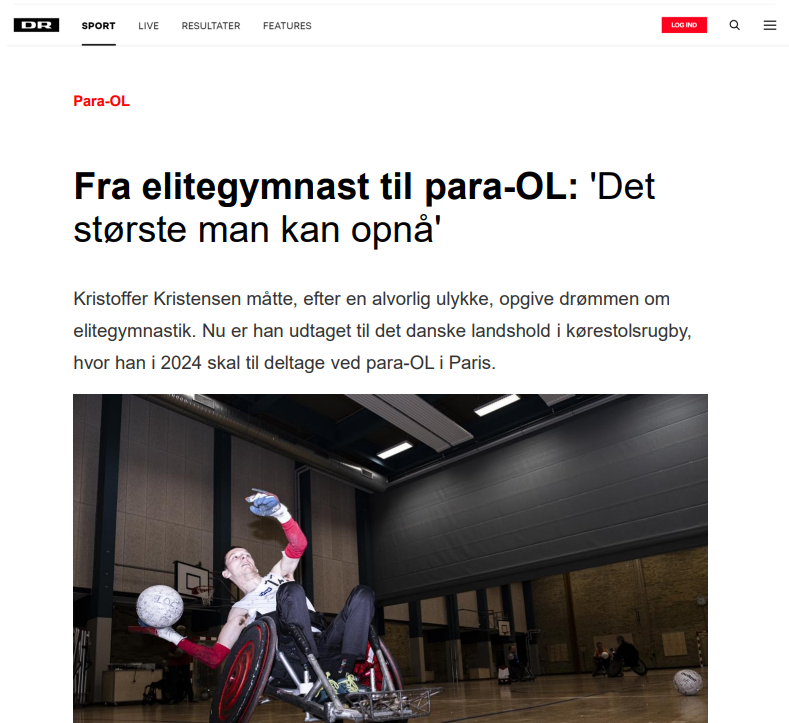 DR SPORT LIVE RESULTATER FEATURES LOG IND
Para-OL
Fra elitegymnast til para-OL: 'Det
største man kan opnå'
Kristoffer Kristensen måtte, efter en alvorlig ulykke, opgive drømmen om
elitegymnastik. Nu er han udtaget til det danske landshold i kørestolsrugby,
hvor han i 2024 skal til deltage ved para-OL i Paris.